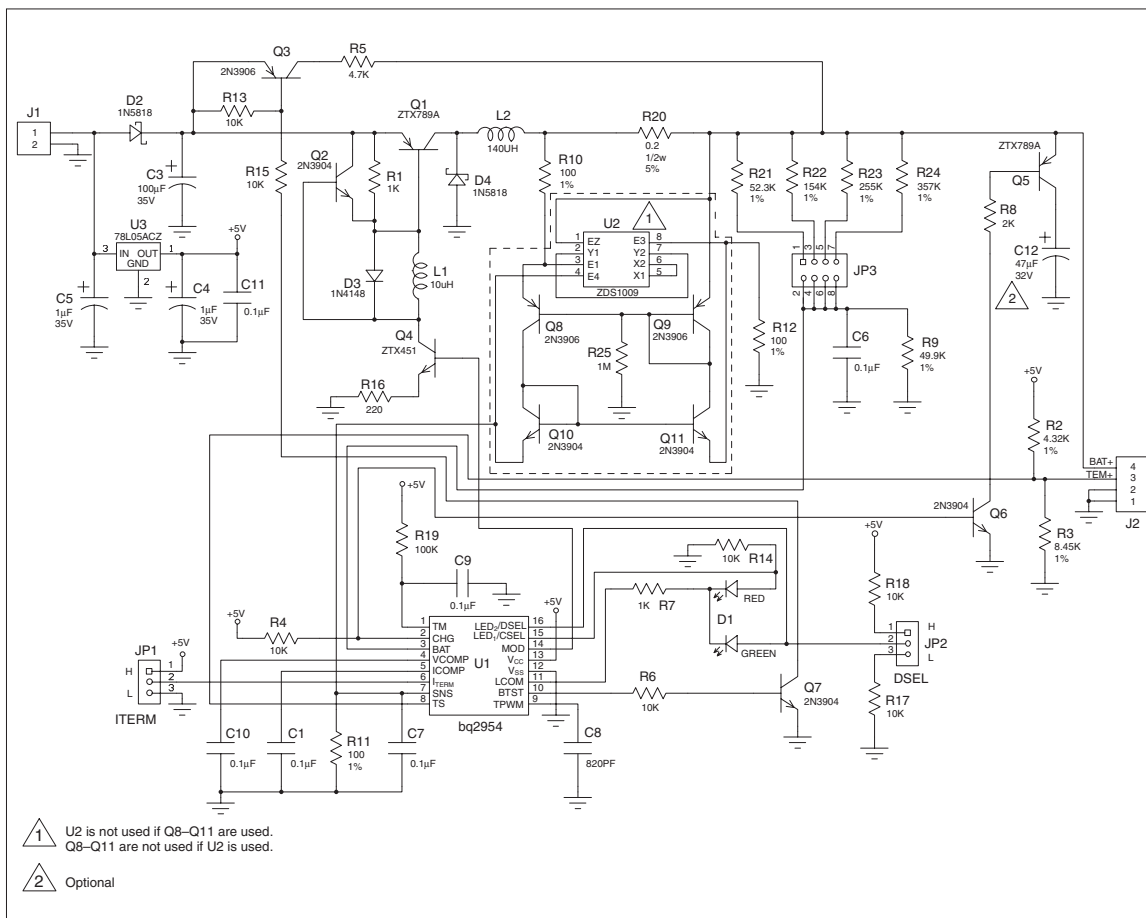 Q3
2N3906
R5
4.7K
J1
1
2
D2
1N5818
R13
10K
Q1
ZTX789A
L2
140UH
R20
0.2
1/2w
5%
C3
100µF
35V
R15
10K
Q2
2N3904
R1
1K
D4
1N5818
R10
100
1%
R21
52.3K
1%
R22
154K
1%
R23
255K
1%
R24
357K
1%
ZTX789A
Q5
R8
2K
C12
47µF
32V
2
U3
78L05ACZ
3 IN OUT 1
GND
2
+5V
C5
1µF
35V
C4
1µF
35V
C11
0.1µF
D3
1N4148
L1
10uH
U2
1
1 EZ E3 8
2 Y1 Y2 7
3 E1 X2 6
4 E4 X1 5
ZDS1009
1 3 5 7
JP3
2 4 6 8
Q4
ZTX451
R16
220
Q8
2N3906
R25
1M
Q9
2N3906
R12
100
1%
C6
0.1µF
R9
49.9K
1%
Q10
2N3904
Q11
2N3904
+5V
R2
4.32K
1%
BAT+ 4
TEM+ 3
2
1
J2
+5V
R19
100K
C9
0.1µF
2N3904
Q6
R3
8.45K
1%
10K
R14
+5V
R18
10K
+5V
1K
R7
RED
D1
GREEN
1 H
2
3 L
JP2
DSEL
R17
10K
+5V
R4
10K
JP1
+5V
H 1
2
L 3
ITERM
1 TM LED2/DSEL 16
2 CHG LED1/CSEL 15
3 BAT MOD 14
4 VCOMP U1 VCC 13
5 ICOMP VSS 12
6 ITERM LCOM 11
7 SNS BTST 10
8 TS TPWM 9
bq2954
R6
10K
Q7
2N3904
C10
0.1µF
C1
0.1µF
R11
100
1%
C7
0.1µF
C8
820PF
1 U2 is not used if Q8–Q11 are used.
Q8–Q11 are not used if U2 is used.
2 Optional